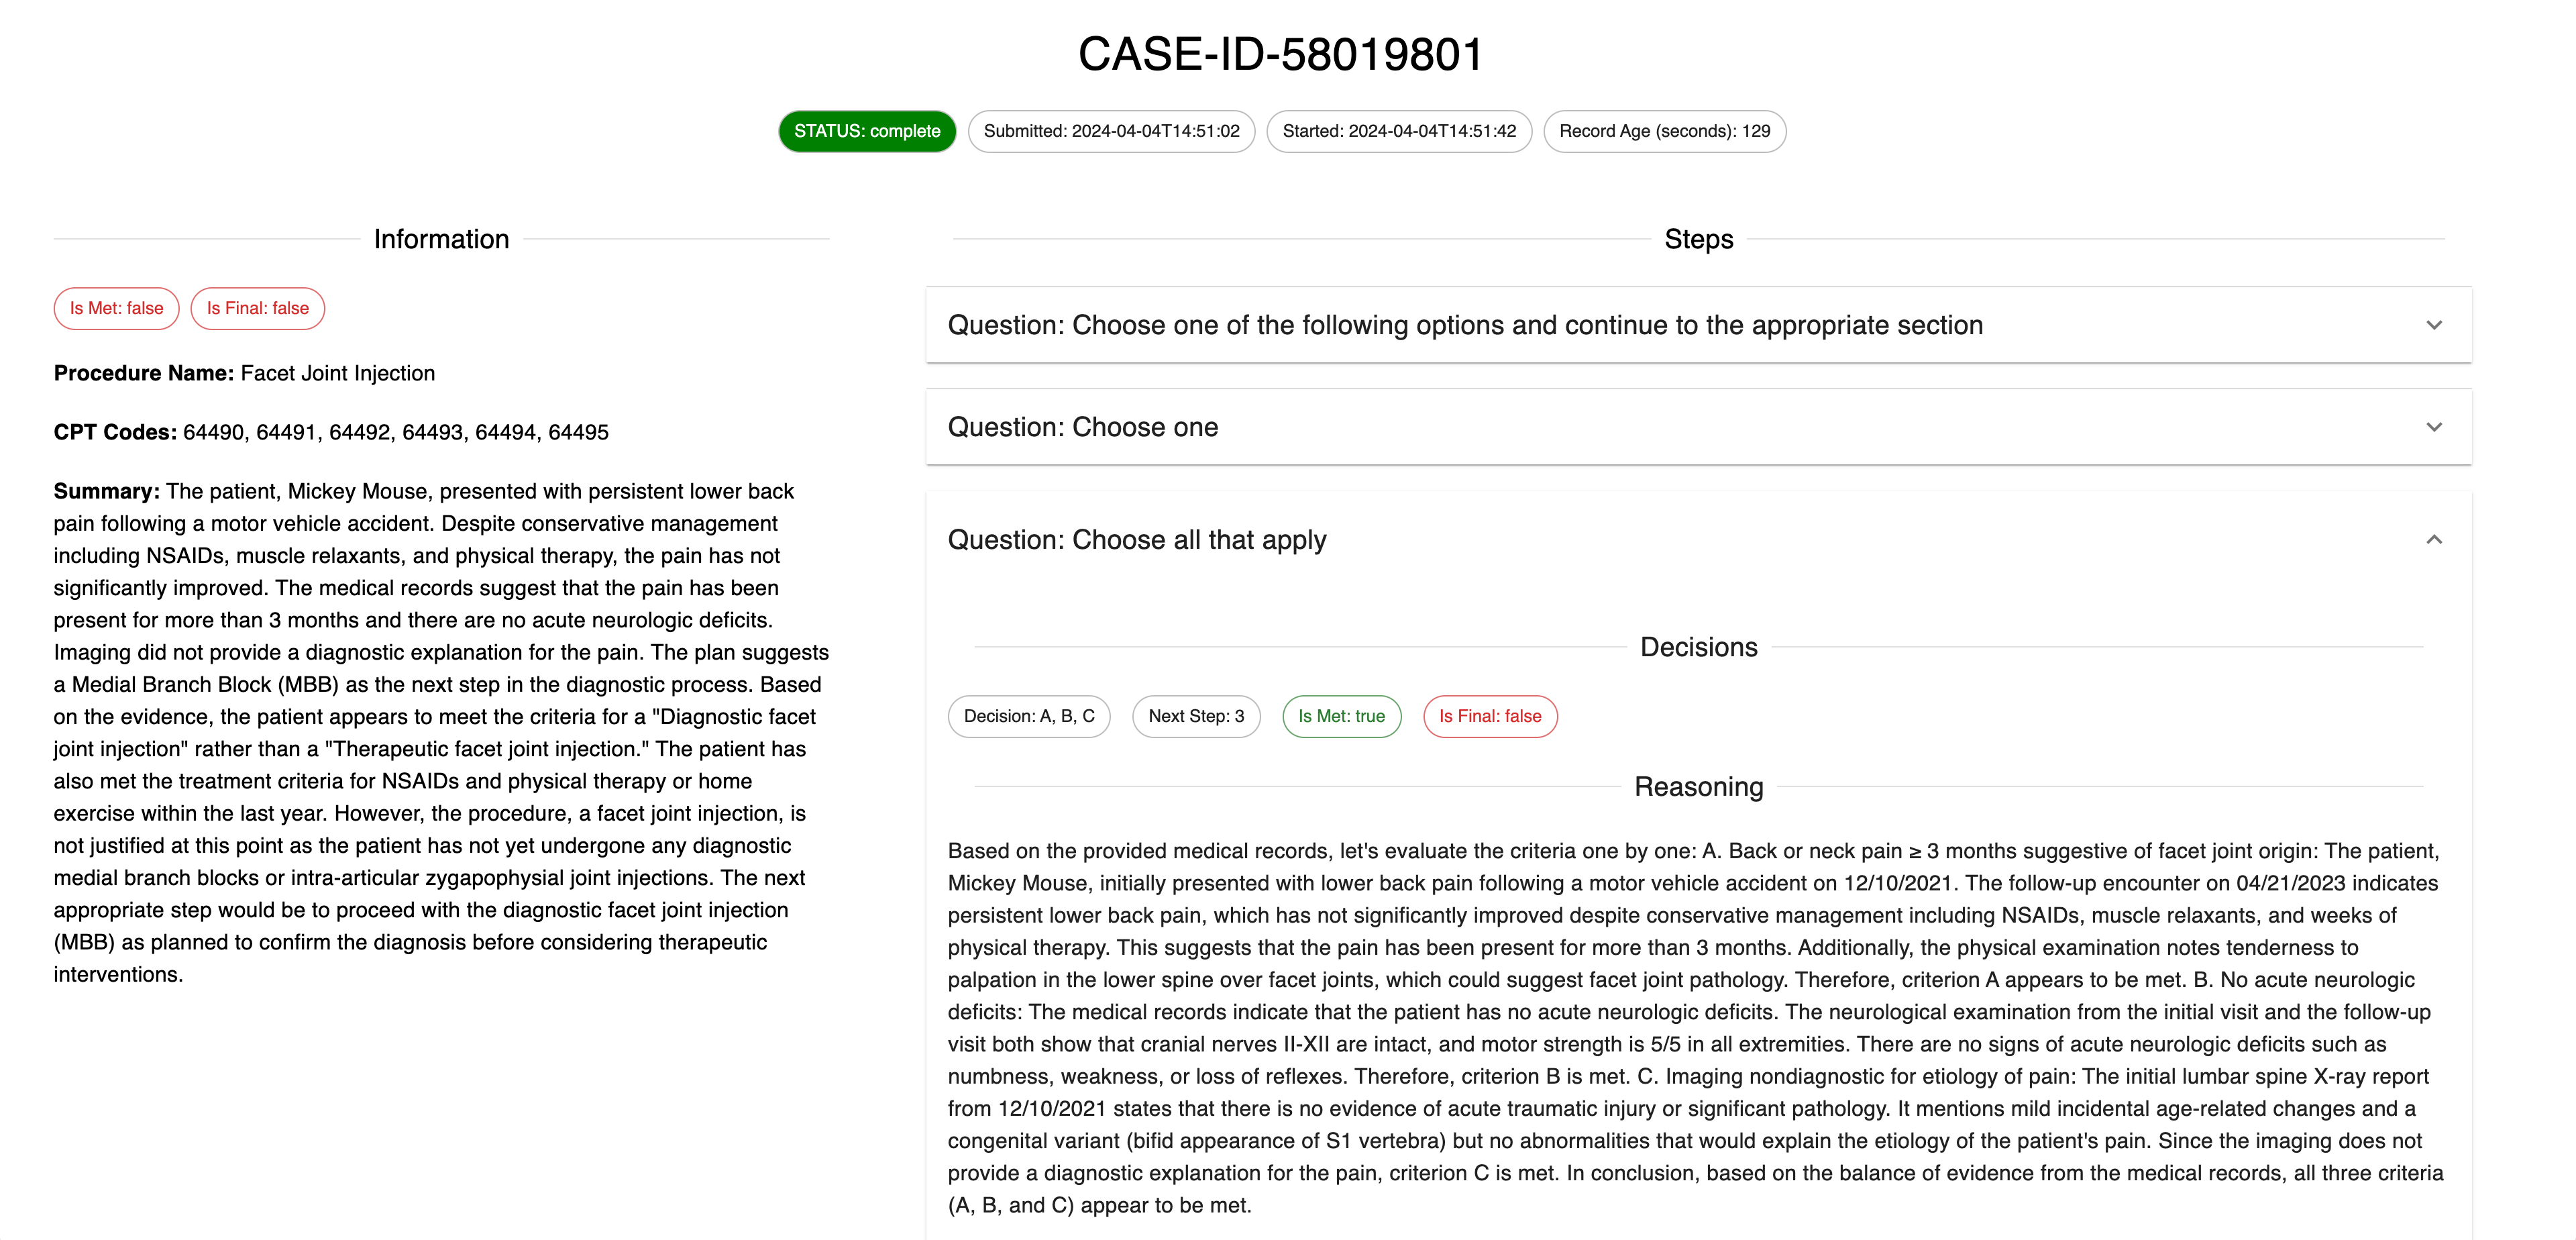 CASE-ID-58019801
STATUS: complete
Submitted: 2024-04-04T14:51:02
Started: 2024-04-04T14:51:42
Record Age (seconds): 129
Information
Is Met: false
Is Final: false
Procedure Name: Facet Joint Injection
CPT Codes: 64490, 64491, 64492, 64493, 64494, 64495
Summary: The patient, Mickey Mouse, presented with persistent lower back
pain following a motor vehicle accident. Despite conservative management
including NSAIDs, muscle relaxants, and physical therapy, the pain has not
significantly improved. The medical records suggest that the pain has been
present for more than 3 months and there are no acute neurologic deficits.
Imaging did not provide a diagnostic explanation for the pain. The plan suggests
a Medial Branch Block (MBB) as the next step in the diagnostic process. Based
on the evidence, the patient appears to meet the criteria for a "Diagnostic facet
joint injection" rather than a "Therapeutic facet joint injection." The patient has
also met the treatment criteria for NSAIDs and physical therapy or home
exercise within the last year. However, the procedure, a facet joint injection, is
not justified at this point as the patient has not yet undergone any diagnostic
medial branch blocks or intra-articular zygapophysial joint injections. The next
appropriate step would be to proceed with the diagnostic facet joint injection
(MBB) as planned to confirm the diagnosis before considering therapeutic
interventions.
Steps
Question: Choose one of the following options and continue to the appropriate section
Question: Choose one
Question: Choose all that apply
Decisions
Decision: A, B, C
Next Step: 3
Is Met: true
Is Final: false
Reasoning
Based on the provided medical records, let's evaluate the criteria one by one: A. Back or neck pain ≥ 3 months suggestive of facet joint origin: The patient,
Mickey Mouse, initially presented with lower back pain following a motor vehicle accident on 12/10/2021. The follow-up encounter on 04/21/2023 indicates
persistent lower back pain, which has not significantly improved despite conservative management including NSAIDs, muscle relaxants, and weeks of
physical therapy. This suggests that the pain has been present for more than 3 months. Additionally, the physical examination notes tenderness to
palpation in the lower spine over facet joints, which could suggest facet joint pathology. Therefore, criterion A appears to be met. B. No acute neurologic
deficits: The medical records indicate that the patient has no acute neurologic deficits. The neurological examination from the initial visit and the follow-up
visit both show that cranial nerves II-XII are intact, and motor strength is 5/5 in all extremities. There are no signs of acute neurologic deficits such as
numbness, weakness, or loss of reflexes. Therefore, criterion B is met. C. Imaging nondiagnostic for etiology of pain: The initial lumbar spine X-ray report
from 12/10/2021 states that there is no evidence of acute traumatic injury or significant pathology. It mentions mild incidental age-related changes and a
congenital variant (bifid appearance of S1 vertebra) but no abnormalities that would explain the etiology of the patient's pain. Since the imaging does not
provide a diagnostic explanation for the pain, criterion C is met. In conclusion, based on the balance of evidence from the medical records, all three criteria
(A, B, and C) appear to be met.